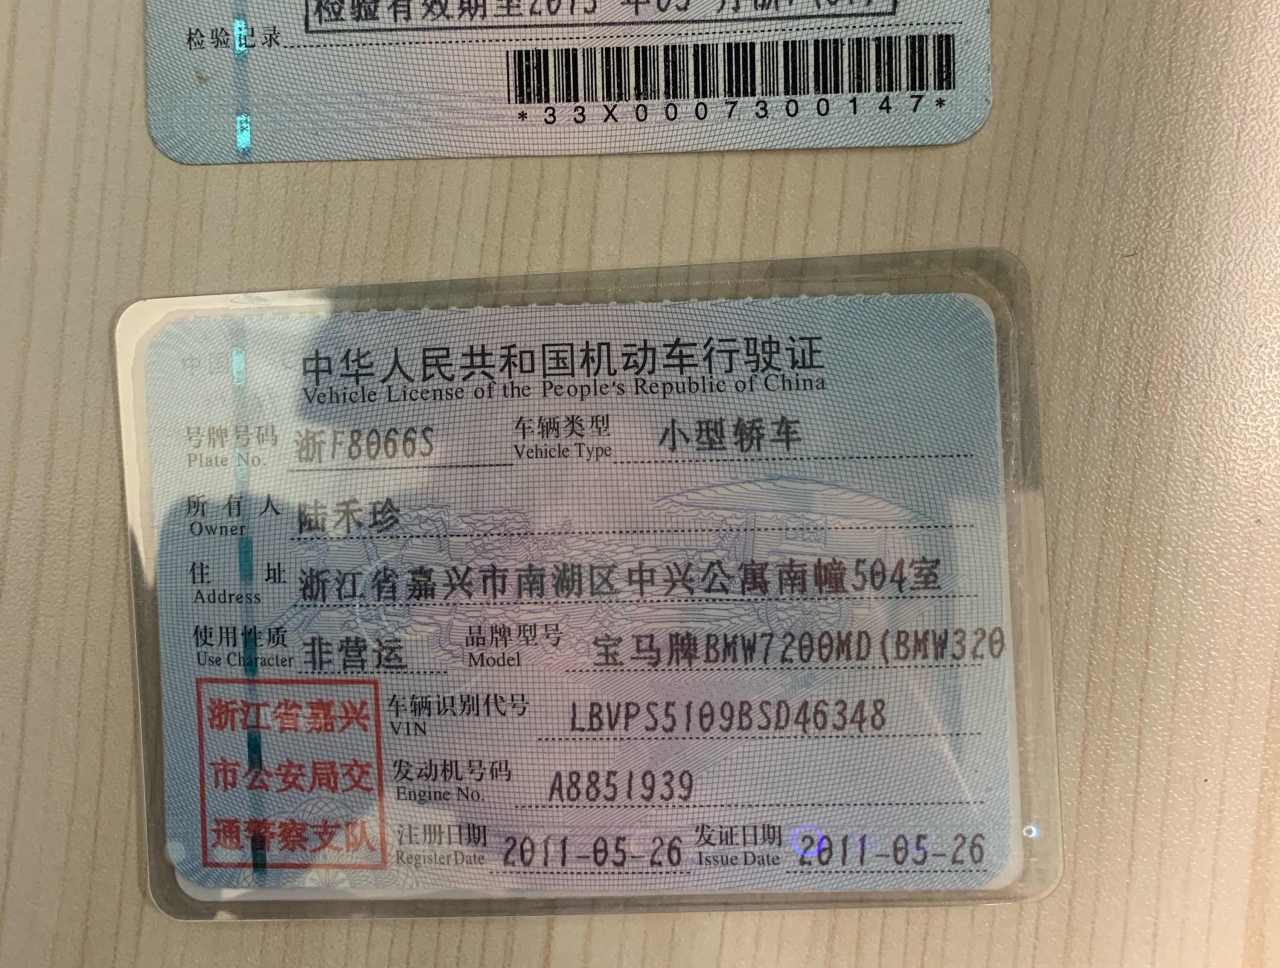 检验有效期至2013年05月
检验记录
*33X0007300147*
中华人民共和国机动车行驶证
Vehicle License of the People's Republic of China
号牌号码 浙F8066S 车辆类型 小型轿车
Plate No. Vehicle Type
所有人 陆禾珍
Owner
住址 浙江省嘉兴市南湖区中兴公寓南幢504室
Address
使用性质 非营运 品牌型号 宝马牌BMW7200MD(BMW320
Use Character Model
浙江省嘉兴
市公安局交
通警察支队
车辆识别代号 LBVPS5109BSD46348
VIN
发动机号码 A8851939
Engine No.
注册日期 2011-05-26 发证日期 2011-05-26
Register Date Issue Date